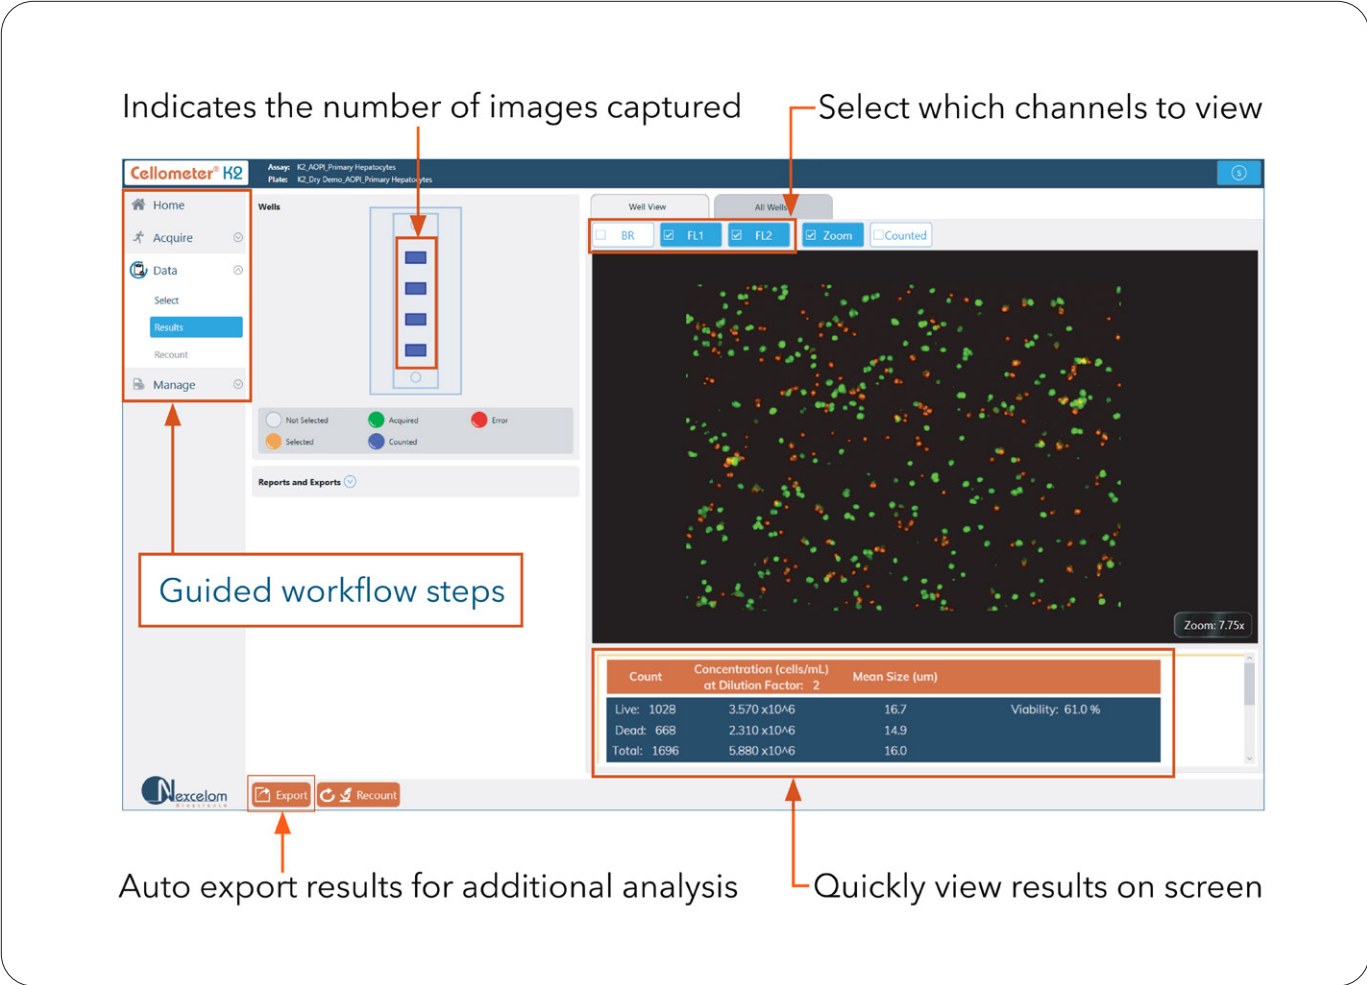 Indicates the number of images captured
Select which channels to view
Cellometer® K2
Assay: K2_AOPI_Primary Hepatocytes
Plate: K2_Dry Demo_AOPI_Primary Hepatocytes
S
Home
Acquire
Data
Select
Results
Recount
Manage
Wells
Not Selected
Acquired
Error
Selected
Counted
Reports and Exports
Guided workflow steps
Well View
All Wells
BR
FL1
FL2
Zoom
Counted
Zoom: 7.75x
Count Concentration (cells/mL) Mean Size (um)
at Dilution Factor: 2
Live: 1028 3.570 x10^6 16.7 Viability: 61.0 %
Dead: 668 2.310 x10^6 14.9
Total: 1696 5.880 x10^6 16.0
Nexcelom
Bioscience
Export
Recount
Auto export results for additional analysis
Quickly view results on screen